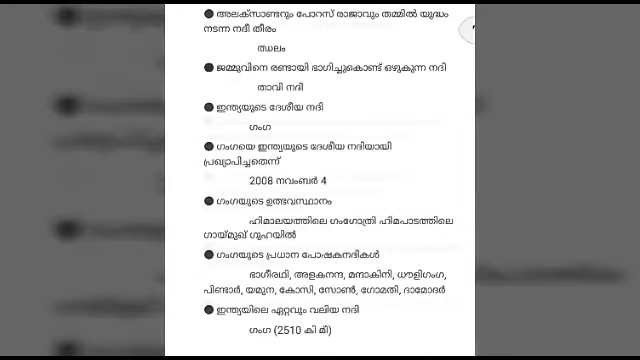 ● അലക്സാണ്ടറും പോറസ് രാജാവും തമ്മിൽ യുദ്ധം
നടന്ന നദീ തീരം
ഝലം
● ജമ്മുവിനെ രണ്ടായി ഭാഗിച്ചുകൊണ്ട് ഒഴുകുന്ന നദി
താവി നദി
● ഇന്ത്യയുടെ ദേശീയ നദി
ഗംഗ
● ഗംഗയെ ഇന്ത്യയുടെ ദേശീയ നദിയായി
പ്രഖ്യാപിച്ചതെന്ന്
2008 നവംബർ 4
● ഗംഗയുടെ ഉത്ഭവസ്ഥാനം
ഹിമാലയത്തിലെ ഗംഗോത്രി ഹിമപാടത്തിലെ
ഗായ്മുഖ് ഗുഹയിൽ
● ഗംഗയുടെ പ്രധാന പോഷകനദികൾ
ഭാഗീരഥി, അളകനന്ദ, മന്ദാകിനി, ധൗളിഗംഗ,
പിണ്ടാർ, യമുന, കോസി, സോൺ, ഗോമതി, ദാമോദർ
● ഇന്ത്യയിലെ ഏറ്റവും വലിയ നദി
ഗംഗ (2510 കി മീ)